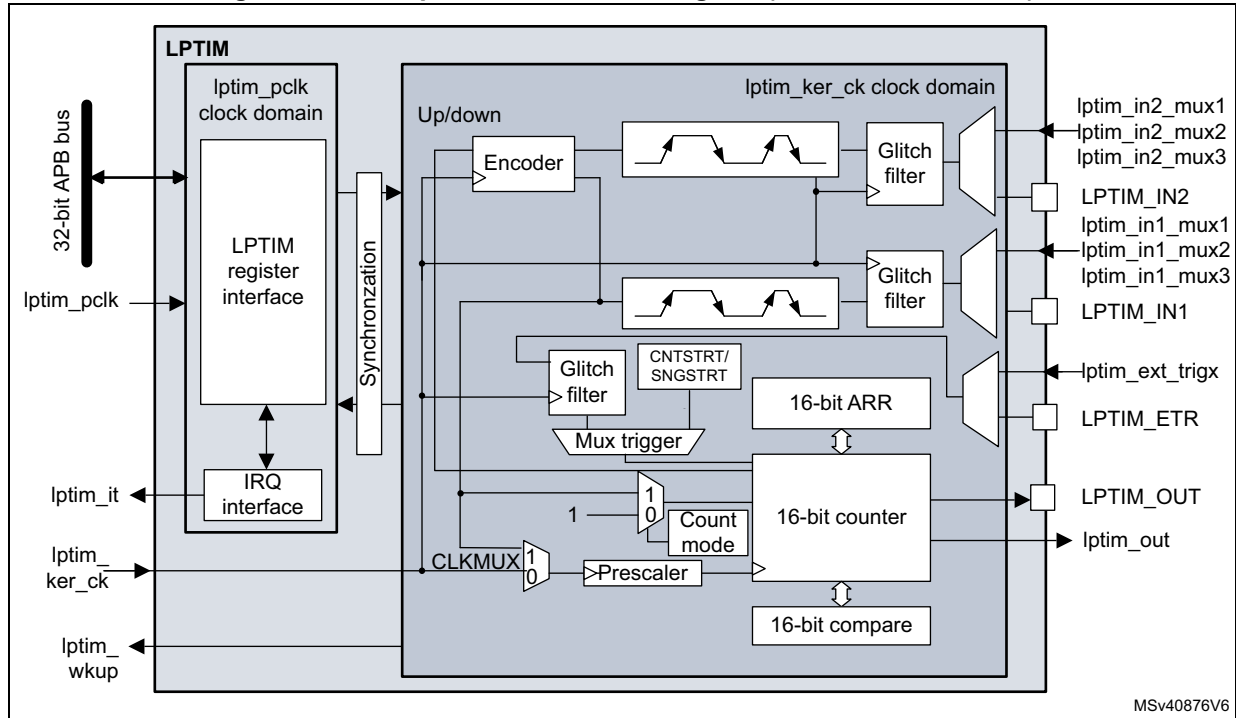 LPTIM
lptim_pclk
clock domain
lptim_ker_ck clock domain
Up/down
Encoder
Glitch
filter
lptim_in2_mux1
lptim_in2_mux2
lptim_in2_mux3
LPTIM_IN2
32-bit APB bus
LPTIM
register
interface
Synchronzation
lptim_in1_mux1
lptim_in1_mux2
lptim_in1_mux3
Glitch
filter
LPTIM_IN1
lptim_pclk
Glitch
filter
CNTSTRT/
SNGSTRT
lptim_ext_trigx
16-bit ARR
LPTIM_ETR
Mux trigger
IRQ
interface
lptim_it
1
0
1
Count
mode
16-bit counter
LPTIM_OUT
lptim_out
lptim_
ker_ck
CLKMUX
1
0
Prescaler
16-bit compare
lptim_
wkup
MSv40876V6